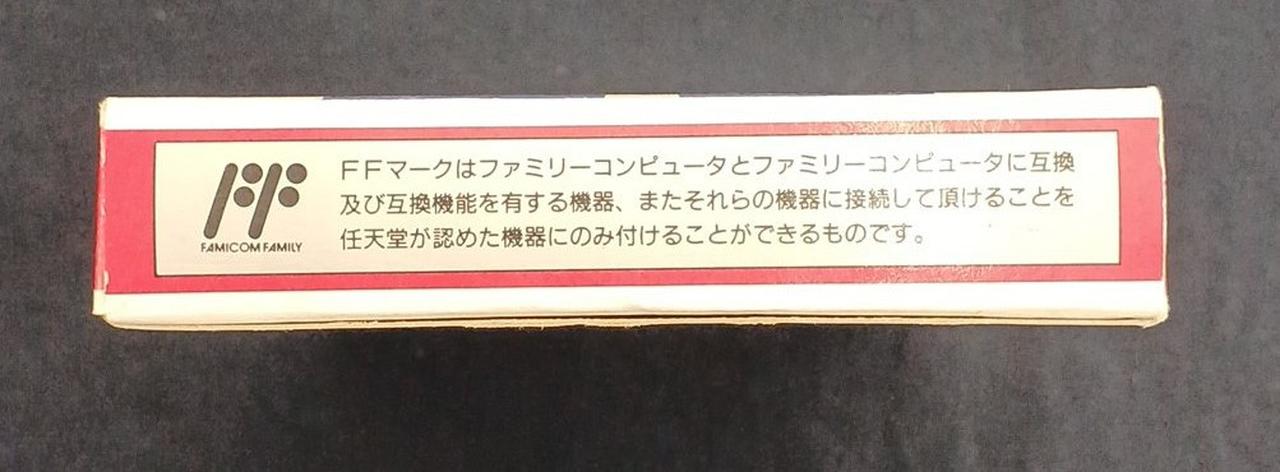 FAMICOM FAMILY
FFマークはファミリーコンピュータとファミリーコンピュータに互換
及び互換機能を有する機器、またそれらの機器に接続して頂けることを
任天堂が認めた機器にのみ付けることができるものです。